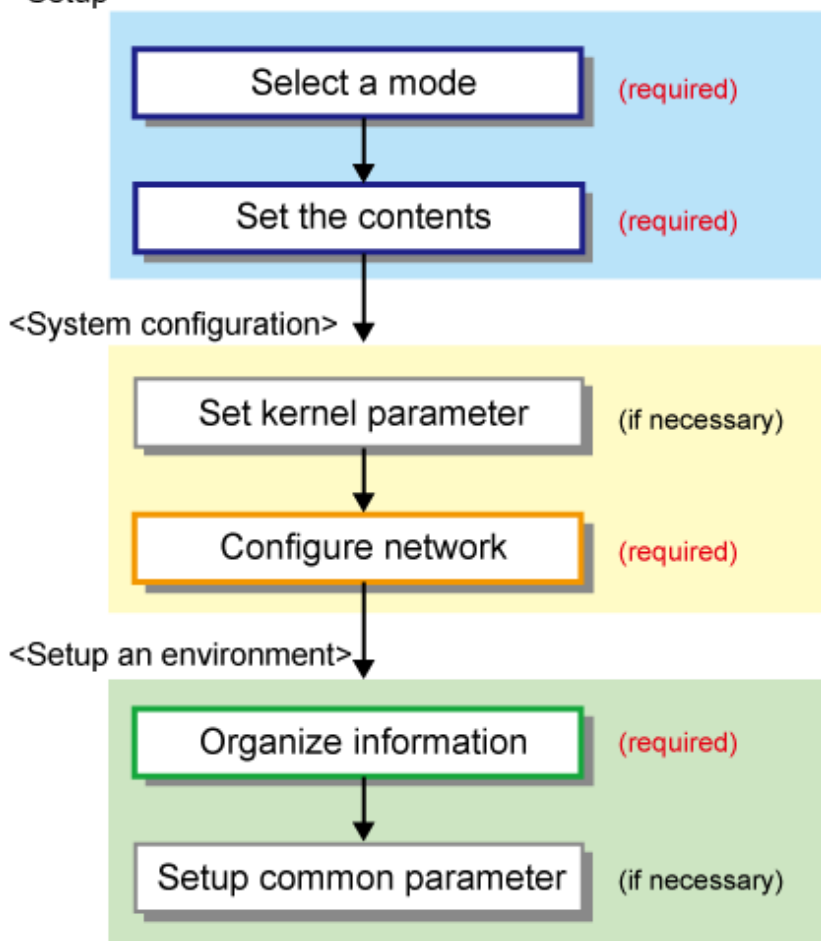 Setup
Select a mode
(required)
Set the contents
(required)
<System configuration>
Set kernel parameter
(if necessary)
Configure network
(required)
<Setup an environment>
Organize information
(required)
Setup common parameter
(if necessary)